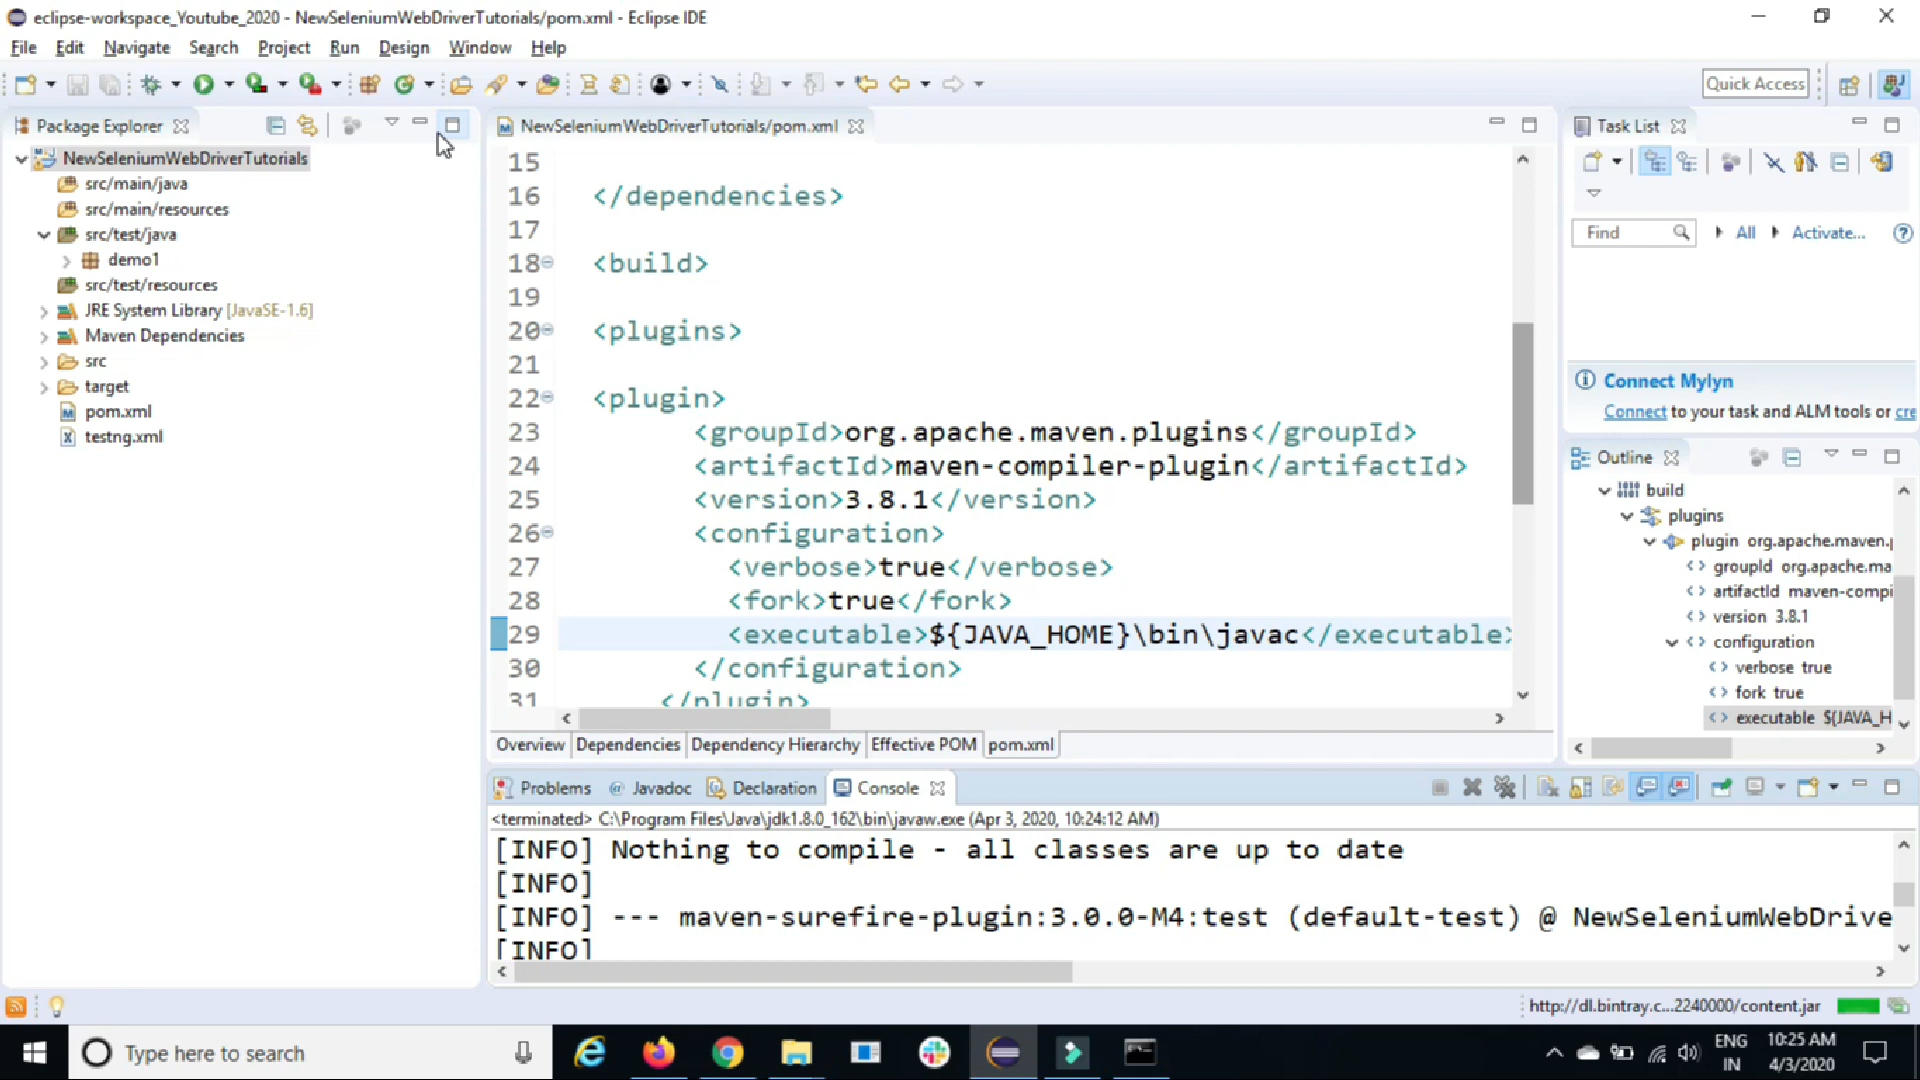 eclipse-workspace_Youtube_2020 - NewSeleniumWebDriverTutorials/pom.xml - Eclipse IDE
File Edit Navigate Search Project Run Design Window Help
Quick Access
Package Explorer
NewSeleniumWebDriverTutorials
src/main/java
src/main/resources
src/test/java
demo1
src/test/resources
JRE System Library [JavaSE-1.6]
Maven Dependencies
src
target
pom.xml
testng.xml
NewSeleniumWebDriverTutorials/pom.xml
15
16 </dependencies>
17
18 <build>
19
20 <plugins>
21
22 <plugin>
23 <groupId>org.apache.maven.plugins</groupId>
24 <artifactId>maven-compiler-plugin</artifactId>
25 <version>3.8.1</version>
26 <configuration>
27 <verbose>true</verbose>
28 <fork>true</fork>
29 <executable>${JAVA_HOME}\bin\javac</executable>
30 </configuration>
31 </plugin>
Overview Dependencies Dependency Hierarchy Effective POM pom.xml
Task List
Find All Activate...
Connect Mylyn
Connect to your task and ALM tools or cre
Outline
build
plugins
plugin org.apache.maven.
groupId org.apache.ma
artifactId maven-compi
version 3.8.1
configuration
verbose true
fork true
executable ${JAVA_H
Problems @ Javadoc Declaration Console
<terminated> C:\Program Files\Java\jdk1.8.0_162\bin\javaw.exe (Apr 3, 2020, 10:24:12 AM)
[INFO] Nothing to compile - all classes are up to date
[INFO]
[INFO] --- maven-surefire-plugin:3.0.0-M4:test (default-test) @ NewSeleniumWebDrive
[INFO]
http://dl.bintray.c...2240000/content.jar
Type here to search
ENG
IN
10:25 AM
4/3/2020